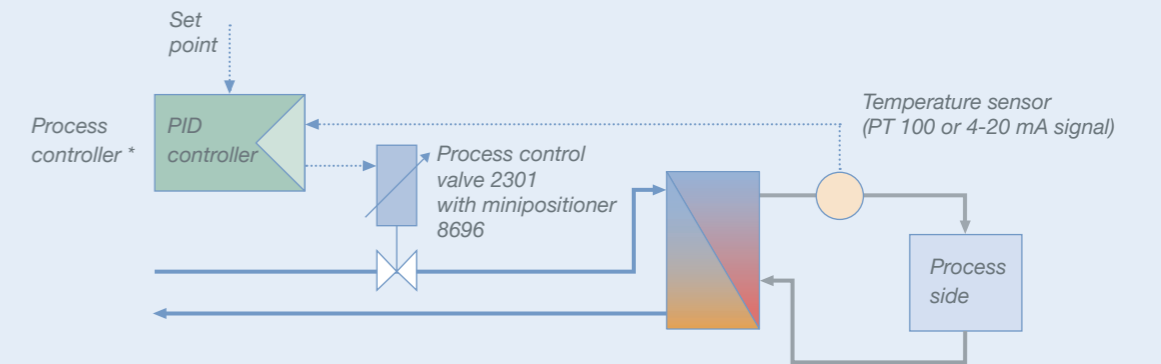 Set
point
Process
controller *
PID
controller
Process control
valve 2301
with minipositioner
8696
Temperature sensor
(PT 100 or 4-20 mA signal)
Process
side